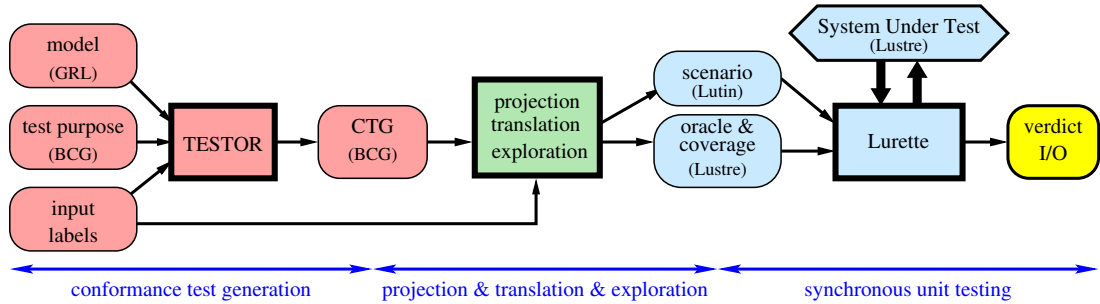 model
(GRL)
test purpose
(BCG)
input
labels
TESTOR
CTG
(BCG)
projection
translation
exploration
scenario
(Lutin)
oracle &
coverage
(Lustre)
System Under Test
(Lustre)
Lurette
verdict
I/O
conformance test generation
projection & translation & exploration
synchronous unit testing